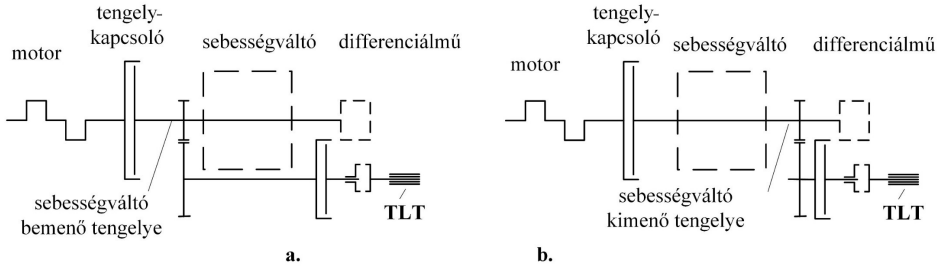 tengely-
kapcsoló
sebességváltó
differenciálmű
motor
sebességváltó
bemenő tengelye
TLT
a.
tengely-
kapcsoló
sebességváltó
differenciálmű
motor
sebességváltó
kimenő tengelye
TLT
b.